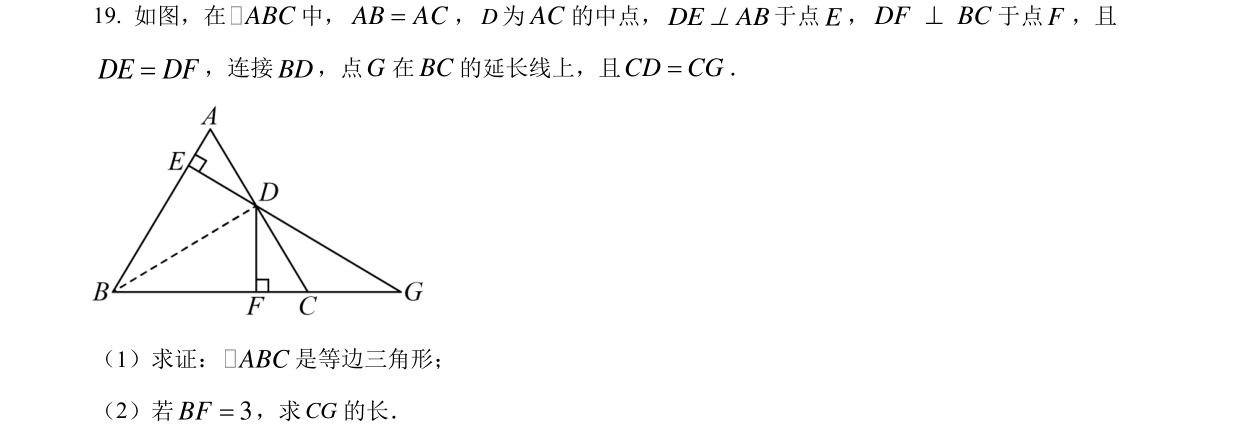 19. 如图，在□ABC中，AB = AC，D为AC的中点，DE⊥AB于点E，DF ⊥ BC于点F，且
DE = DF，连接BD，点G在BC的延长线上，且CD = CG．
A
E
D
B
F
C
G
（1）求证：□ABC是等边三角形；
（2）若BF = 3，求CG的长．